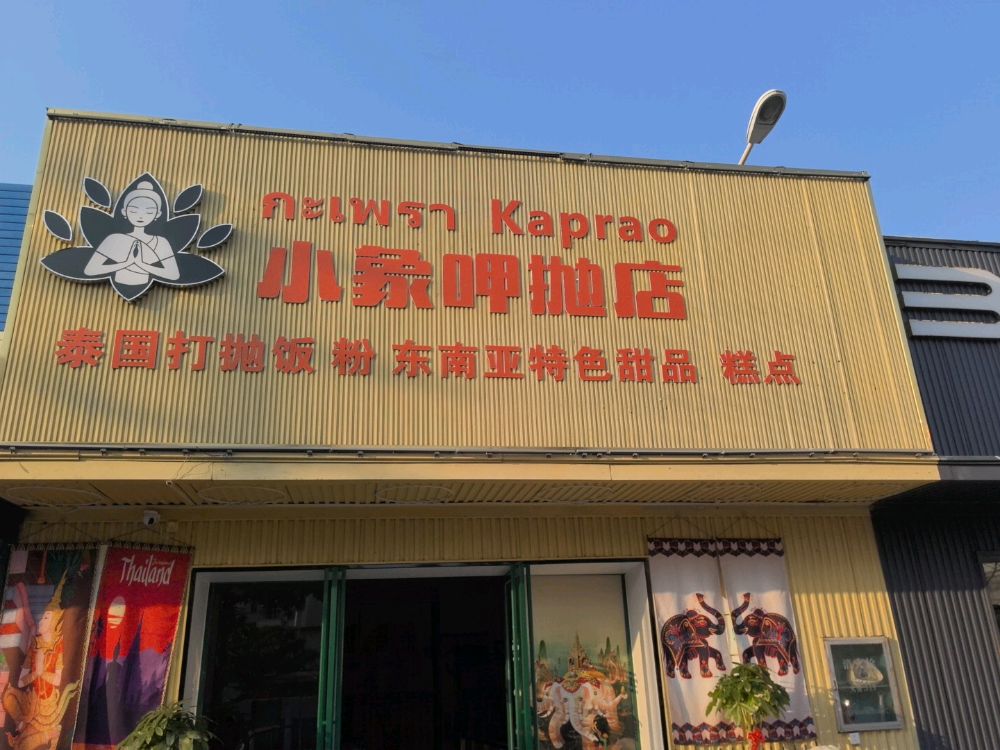 กะเพรา Kaprao
小象呷抛店
泰国打抛饭 粉 东南亚特色甜品 糕点
Thailand